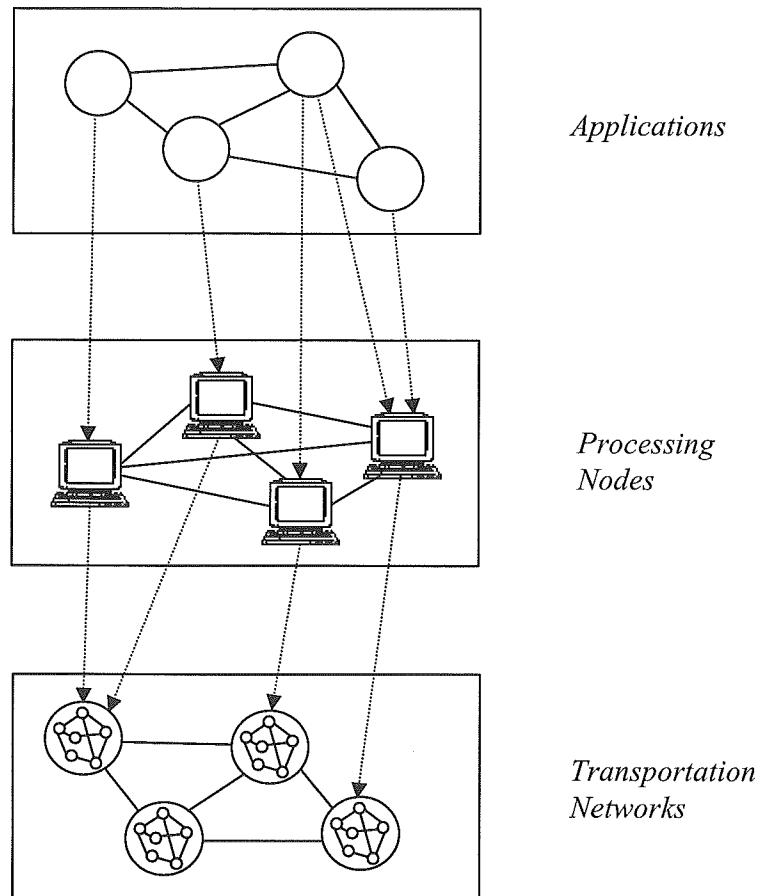 Applications
Processing
Nodes
Transportation
Networks